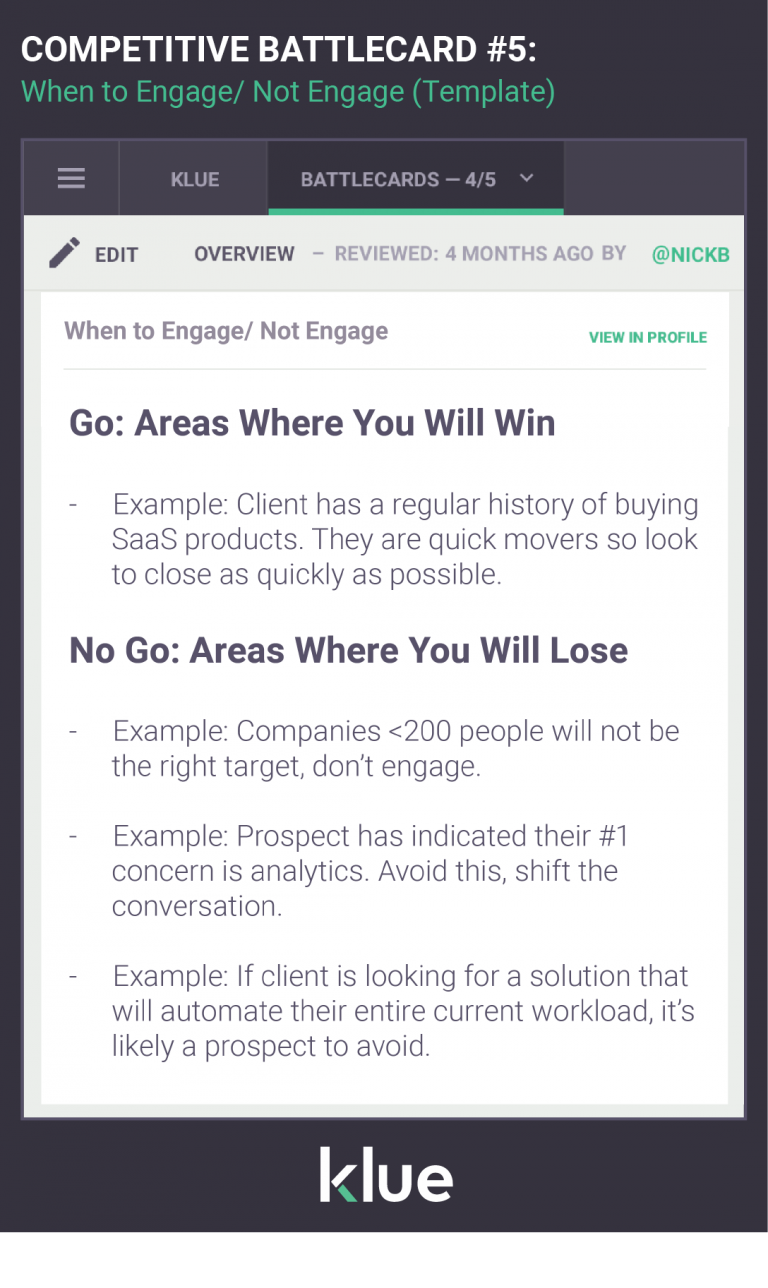 COMPETITIVE BATTLECARD #5:
When to Engage/ Not Engage (Template)
KLUE
BATTLECARDS — 4/5
EDIT
OVERVIEW – REVIEWED: 4 MONTHS AGO BY @NICKB
When to Engage/ Not Engage
VIEW IN PROFILE
Go: Areas Where You Will Win
- Example: Client has a regular history of buying
SaaS products. They are quick movers so look
to close as quickly as possible.
No Go: Areas Where You Will Lose
- Example: Companies <200 people will not be
the right target, don’t engage.
- Example: Prospect has indicated their #1
concern is analytics. Avoid this, shift the
conversation.
- Example: If client is looking for a solution that
will automate their entire current workload, it’s
likely a prospect to avoid.
klue